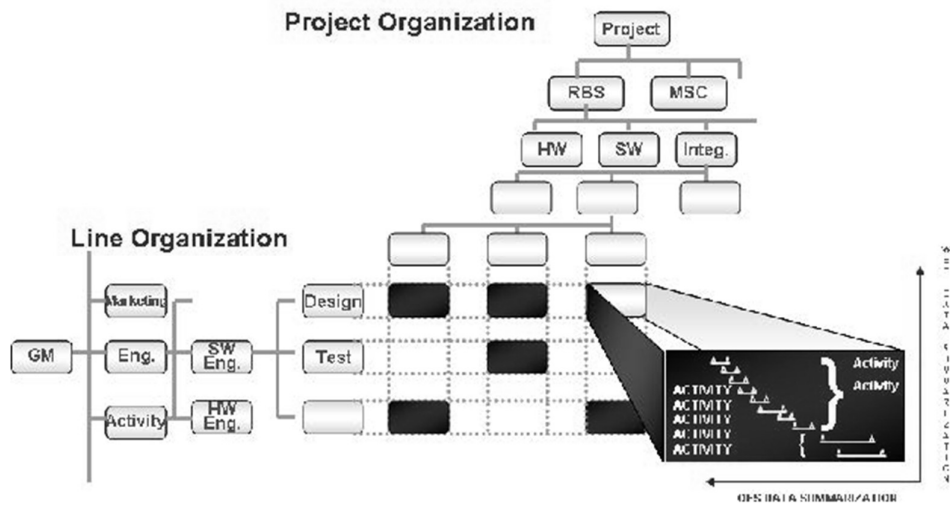 Project Organization
Project
RBS
MSC
HW
SW
Integ.
Line Organization
Marketing
Design
GM
Eng.
SW
Eng.
Test
Activity
HW
Eng.
Activity
Activity
ACTIVITY
ACTIVITY
ACTIVITY
ACTIVITY
ACTIVITY
DATA SUMMARIZATION